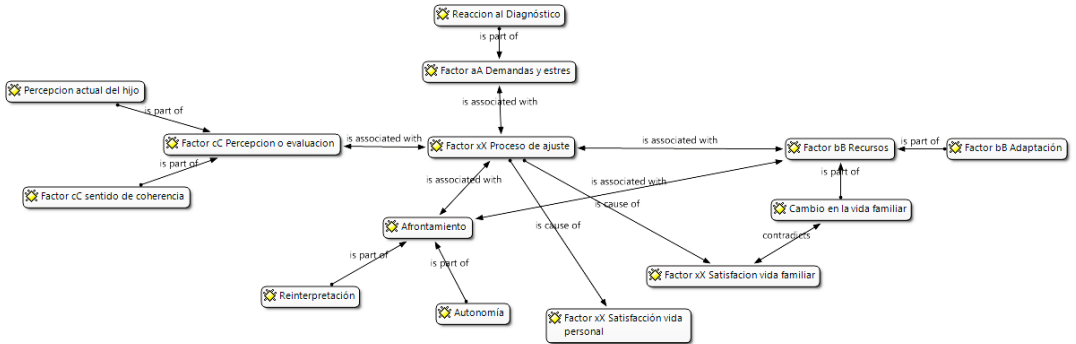 Reaccion al Diagnóstico
is part of
Factor aA Demandas y estres
Percepcion actual del hijo
is associated with
is part of
Factor cC Percepcion o evaluacion
is associated with
Factor xX Proceso de ajuste
is associated with
Factor bB Recursos
is part of
Factor bB Adaptación
is part of
Factor cC sentido de coherencia
is associated with
is associated with
is part of
is cause of
Cambio en la vida familiar
Afrontamiento
is cause of
contradicts
is part of
is part of
Factor xX Satisfacion vida familiar
Reinterpretación
Autonomía
Factor xX Satisfacción vida
personal